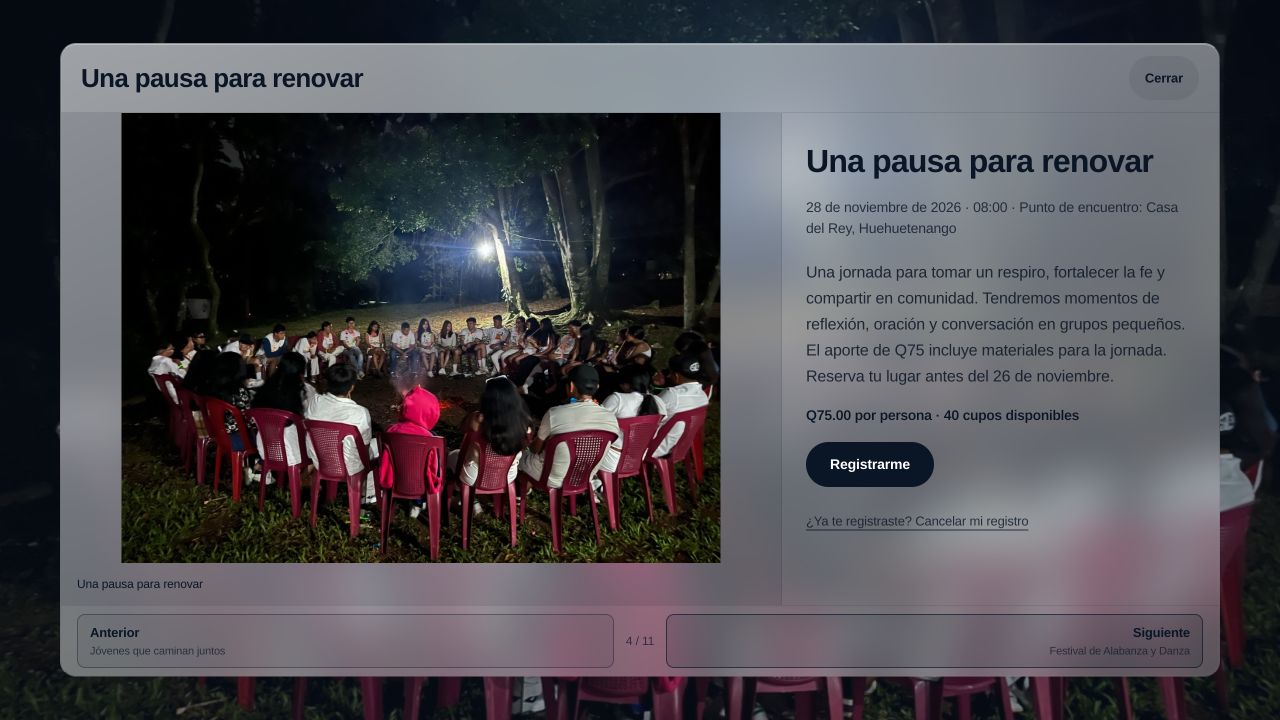 Una pausa para renovar
Cerrar
Una pausa para renovar
Una pausa para renovar
28 de noviembre de 2026 · 08:00 · Punto de encuentro: Casa
del Rey, Huehuetenango
Una jornada para tomar un respiro, fortalecer la fe y
compartir en comunidad. Tendremos momentos de
reflexión, oración y conversación en grupos pequeños.
El aporte de Q75 incluye materiales para la jornada.
Reserva tu lugar antes del 26 de noviembre.
Q75.00 por persona · 40 cupos disponibles
Registrarme
¿Ya te registraste? Cancelar mi registro
Anterior
Jóvenes que caminan juntos
4 / 11
Siguiente
Festival de Alabanza y Danza